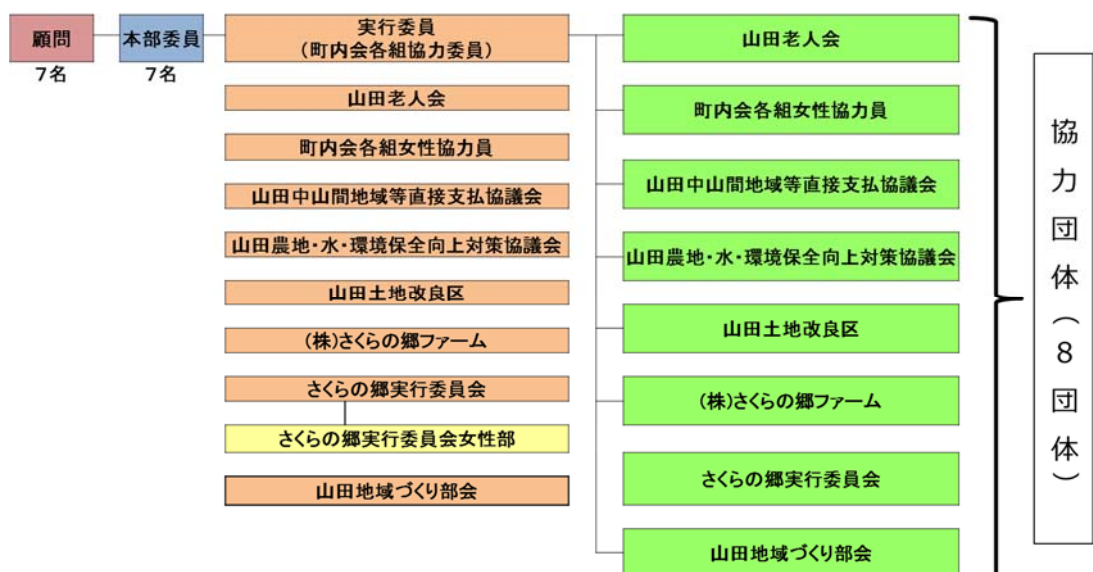 顧問
7名
本部委員
7名
実行委員
(町内会各組協力委員)
山田老人会
町内会各組女性協力員
山田中山間地域等直接支払協議会
山田農地・水・環境保全向上対策協議会
山田土地改良区
(株)さくらの郷ファーム
さくらの郷実行委員会
さくらの郷実行委員会女性部
山田地域づくり部会
山田老人会
町内会各組女性協力員
山田中山間地域等直接支払協議会
山田農地・水・環境保全向上対策協議会
山田土地改良区
(株)さくらの郷ファーム
さくらの郷実行委員会
山田地域づくり部会
協力団体(8団体)